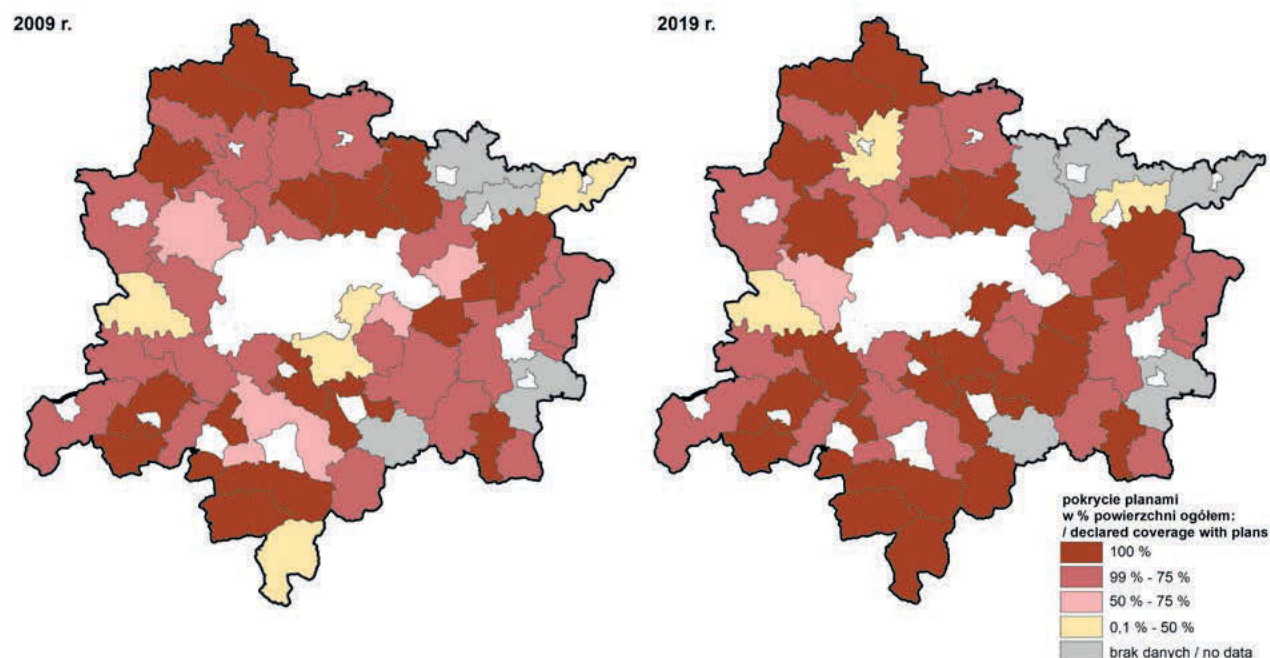 2009 r.
2019 r.
pokrycie planami
w % powierzchni ogółem:
/ declared coverage with plans
100 %
99 % - 75 %
50 % - 75 %
0,1 % - 50 %
brak danych / no data